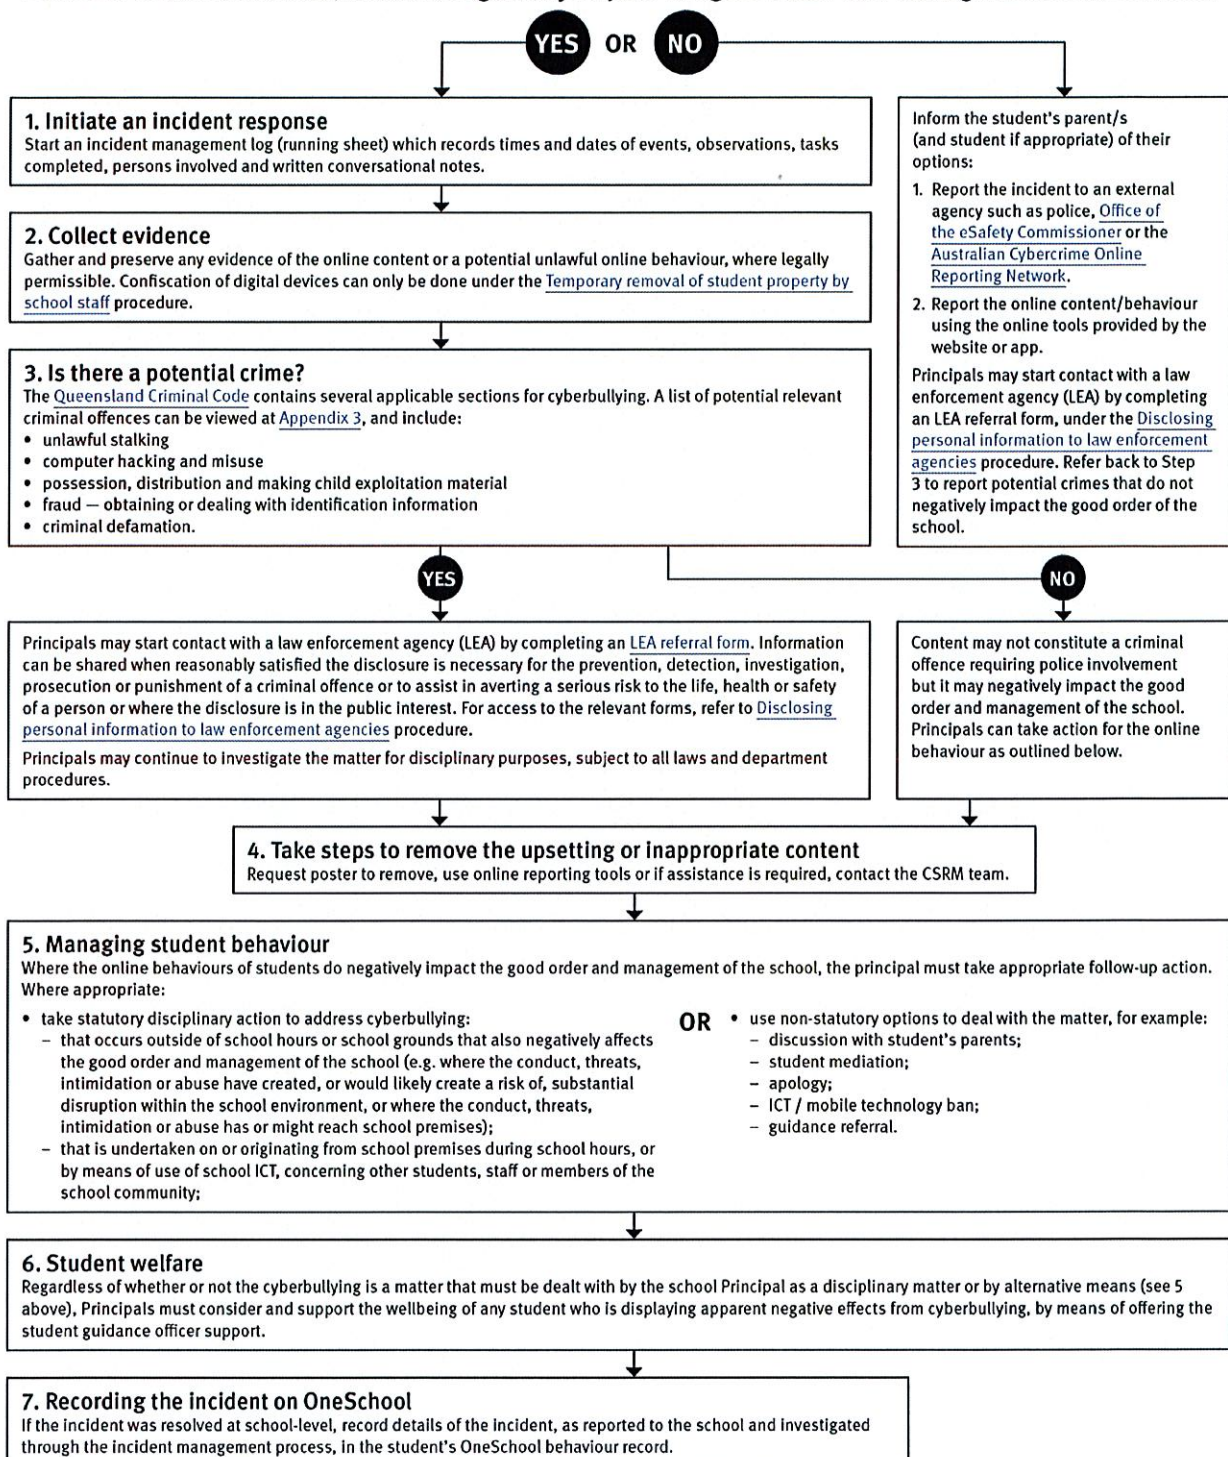 YES OR NO
1. Initiate an incident response
Start an incident management log (running sheet) which records times and dates of events, observations, tasks
completed, persons involved and written conversational notes.
2. Collect evidence
Gather and preserve any evidence of the online content or a potential unlawful online behaviour, where legally
permissible. Confiscation of digital devices can only be done under the Temporary removal of student property by
school staff procedure.
3. Is there a potential crime?
The Queensland Criminal Code contains several applicable sections for cyberbullying. A list of potential relevant
criminal offences can be viewed at Appendix 3, and include:
• unlawful stalking
• computer hacking and misuse
• possession, distribution and making child exploitation material
• fraud — obtaining or dealing with identification information
• criminal defamation.
Inform the student's parent/s
(and student if appropriate) of their
options:
1. Report the incident to an external
agency such as police, Office of
the eSafety Commissioner or the
Australian Cybercrime Online
Reporting Network.
2. Report the online content/behaviour
using the online tools provided by the
website or app.
Principals may start contact with a law
enforcement agency (LEA) by completing
an LEA referral form, under the Disclosing
personal information to law enforcement
agencies procedure. Refer back to Step
3 to report potential crimes that do not
negatively impact the good order of the
school.
YES
NO
Principals may start contact with a law enforcement agency (LEA) by completing an LEA referral form. Information
can be shared when reasonably satisfied the disclosure is necessary for the prevention, detection, investigation,
prosecution or punishment of a criminal offence or to assist in averting a serious risk to the life, health or safety
of a person or where the disclosure is in the public interest. For access to the relevant forms, refer to Disclosing
personal information to law enforcement agencies procedure.
Principals may continue to investigate the matter for disciplinary purposes, subject to all laws and department
procedures.
Content may not constitute a criminal
offence requiring police involvement
but it may negatively impact the good
order and management of the school.
Principals can take action for the online
behaviour as outlined below.
4. Take steps to remove the upsetting or inappropriate content
Request poster to remove, use online reporting tools or if assistance is required, contact the CSRM team.
5. Managing student behaviour
Where the online behaviours of students do negatively impact the good order and management of the school, the principal must take appropriate follow-up action.
Where appropriate:
• take statutory disciplinary action to address cyberbullying:
– that occurs outside of school hours or school grounds that also negatively affects
the good order and management of the school (e.g. where the conduct, threats,
intimidation or abuse have created, or would likely create a risk of, substantial
disruption within the school environment, or where the conduct, threats,
intimidation or abuse has or might reach school premises);
– that is undertaken on or originating from school premises during school hours, or
by means of use of school ICT, concerning other students, staff or members of the
school community;
OR
• use non-statutory options to deal with the matter, for example:
– discussion with student's parents;
– student mediation;
– apology;
– ICT / mobile technology ban;
– guidance referral.
6. Student welfare
Regardless of whether or not the cyberbullying is a matter that must be dealt with by the school Principal as a disciplinary matter or by alternative means (see 5
above), Principals must consider and support the wellbeing of any student who is displaying apparent negative effects from cyberbullying, by means of offering the
student guidance officer support.
7. Recording the incident on OneSchool
If the incident was resolved at school-level, record details of the incident, as reported to the school and investigated
through the incident management process, in the student's OneSchool behaviour record.